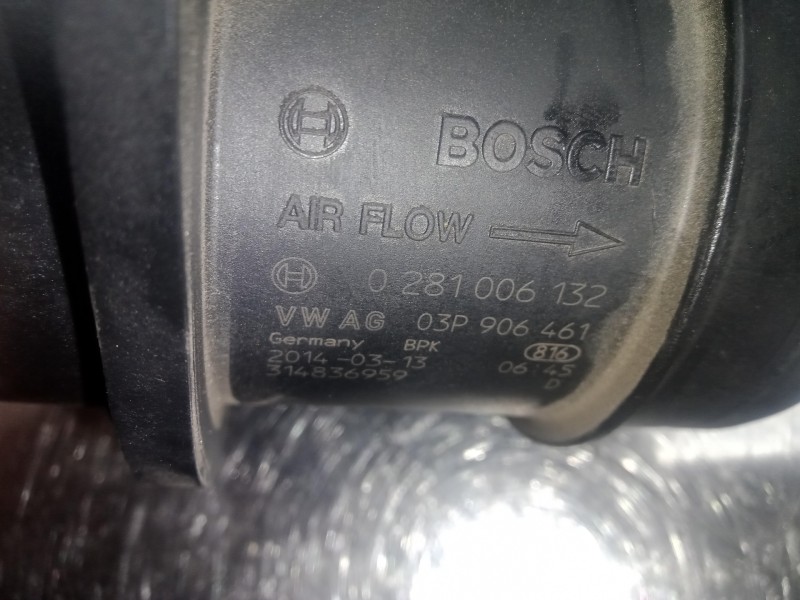 BOSCH
AIR FLOW
0 281 006 132
VW AG 03P 906 461
Germany BPK 816
2014-03-13 06:45
314836959 D